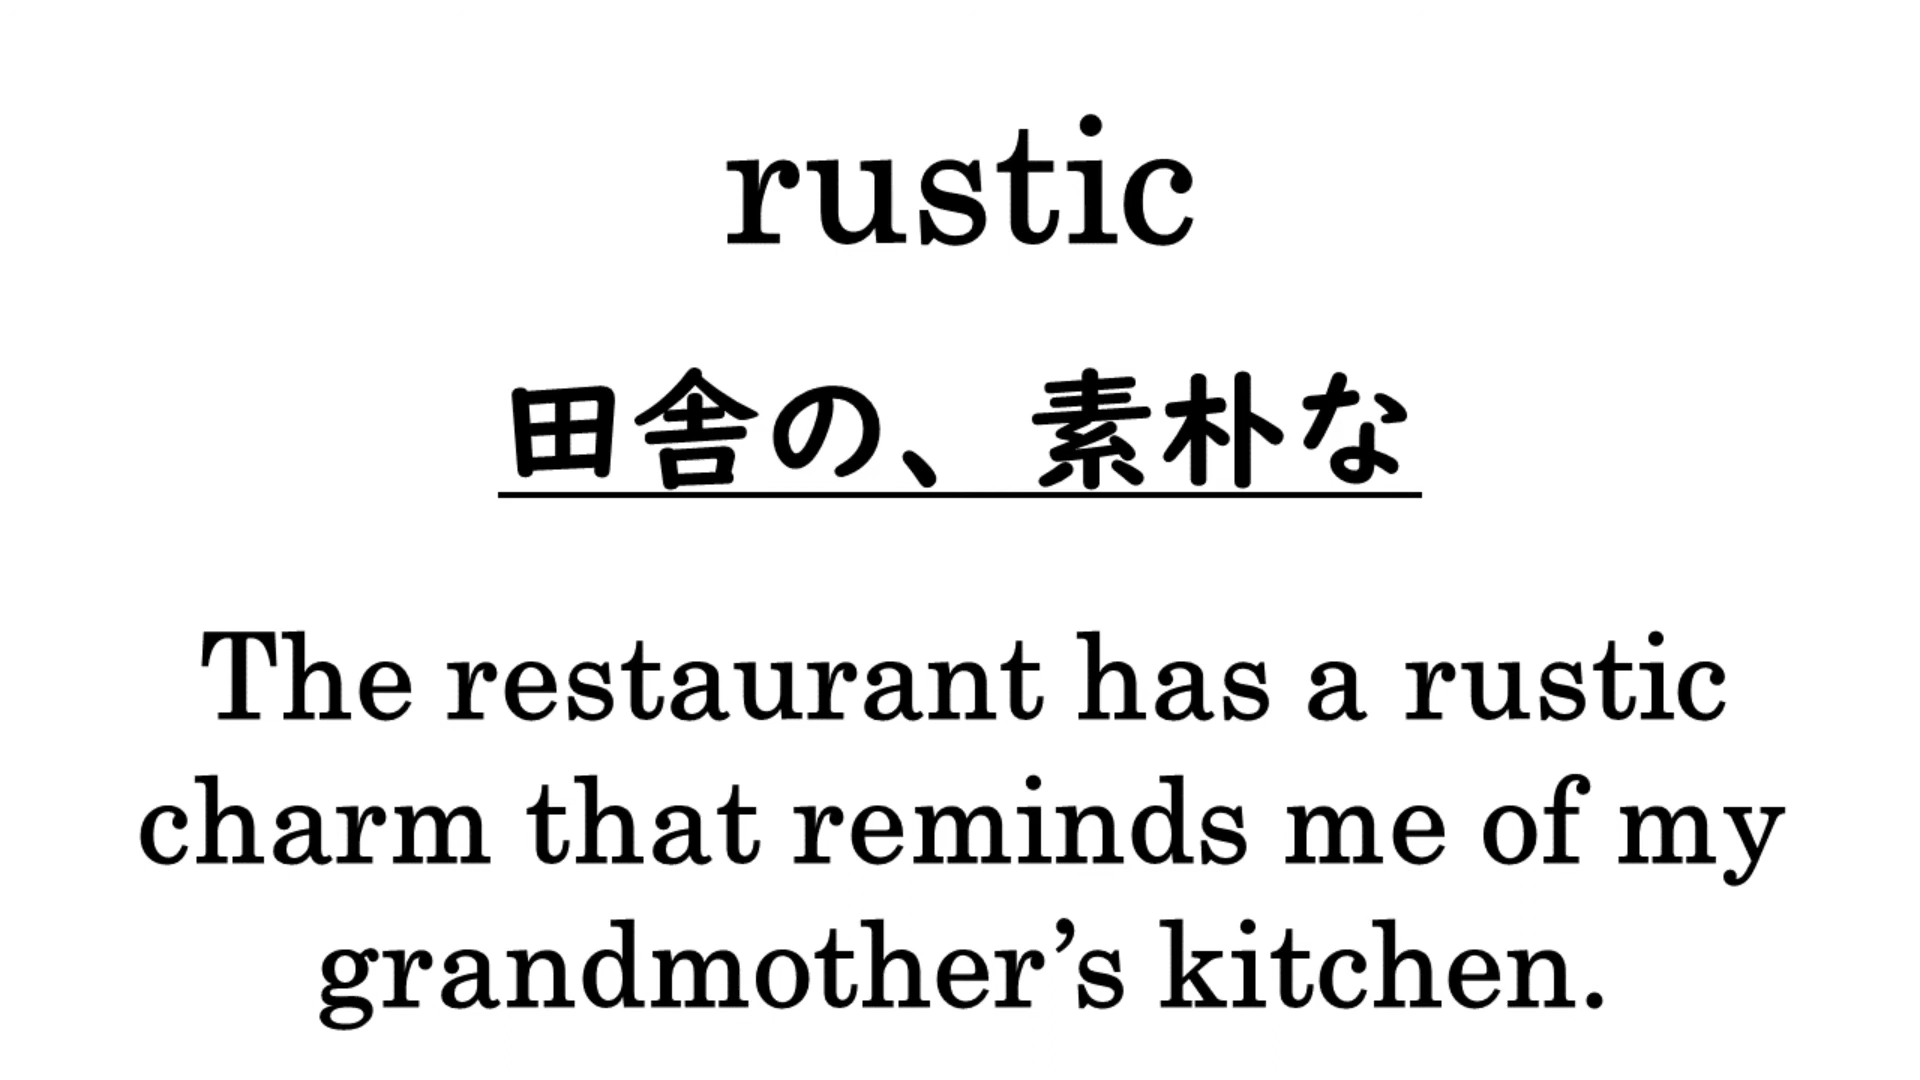 rustic
田舎の、素朴な
The restaurant has a rustic
charm that reminds me of my
grandmother’s kitchen.